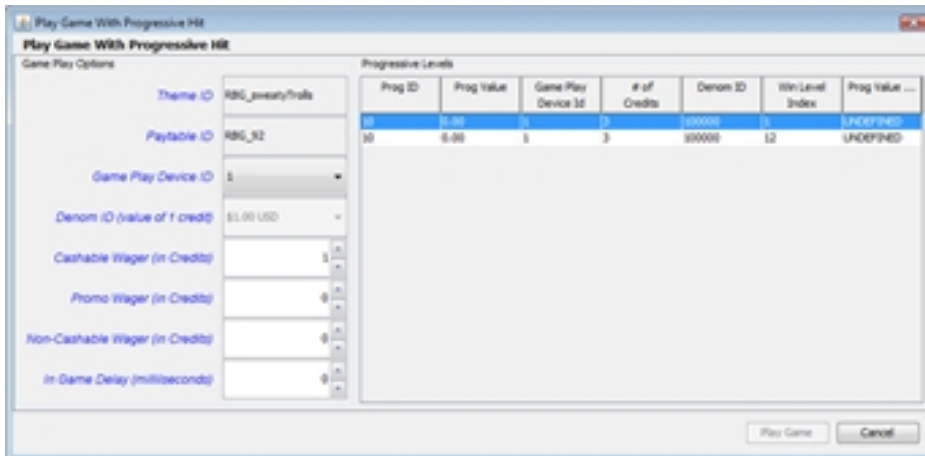 Play Game With Progressive Hit
Play Game With Progressive Hit
Game Play Options
Theme ID RBG_sweatyTrolls
Paytable ID RBG_92
Game Play Device ID 1
Denom ID (value of 1 credit) $1.00 USD
Cashable Wager (in Credits) 1
Promo Wager (in Credits) 0
Non-Cashable Wager (in Credits) 0
In Game Delay (milliseconds) 0
Progressive Levels
Prog ID Prog Value Game Play Device Id # of Credits Denom ID Win Level Index Prog Value ...
10 0.00 1 3 100000 1 UNDEFINED
10 0.00 1 3 100000 12 UNDEFINED
Play Game Cancel